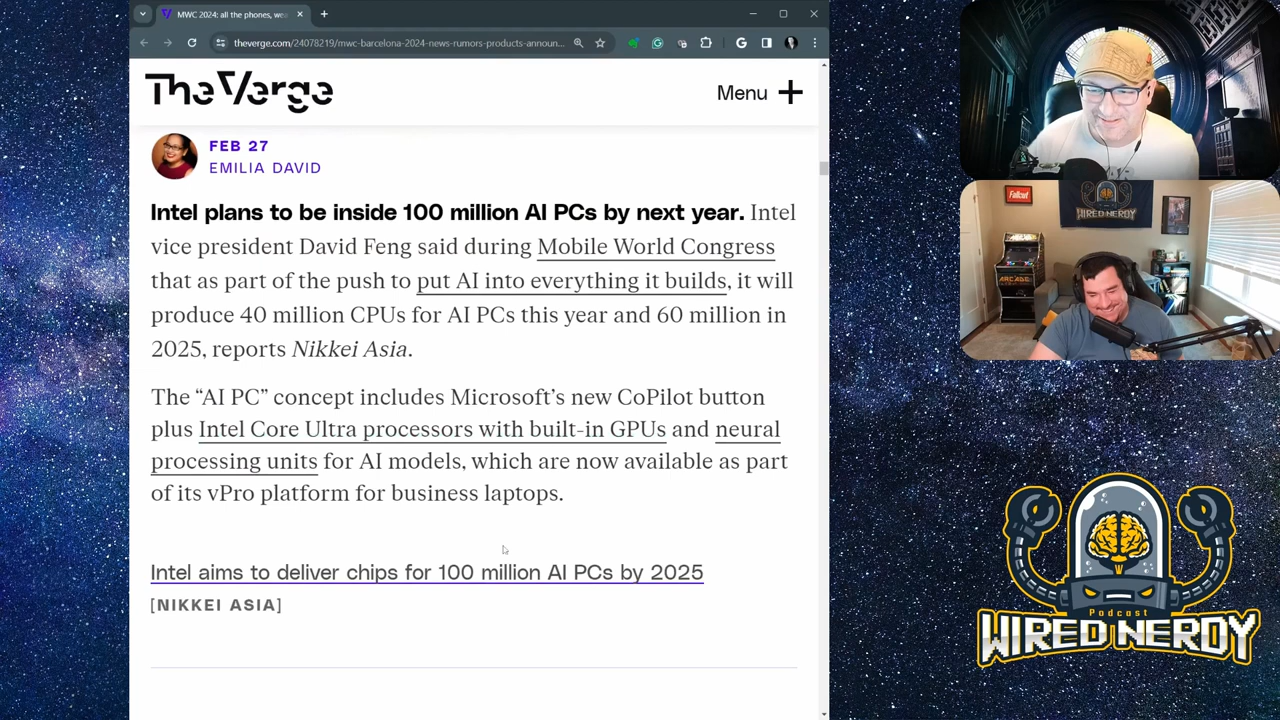 MWC 2024: all the phones, wea
theverge.com/24078219/mwc-barcelona-2024-news-rumors-products-announ...
The Verge
Menu
FEB 27
EMILIA DAVID
Intel plans to be inside 100 million AI PCs by next year. Intel
vice president David Feng said during Mobile World Congress
that as part of the push to put AI into everything it builds, it will
produce 40 million CPUs for AI PCs this year and 60 million in
2025, reports Nikkei Asia.
The “AI PC” concept includes Microsoft’s new CoPilot button
plus Intel Core Ultra processors with built-in GPUs and neural
processing units for AI models, which are now available as part
of its vPro platform for business laptops.
Intel aims to deliver chips for 100 million AI PCs by 2025
[NIKKEI ASIA]
Fallout
WIRED NERDY
ARCADE
Podcast
WIRED NERDY